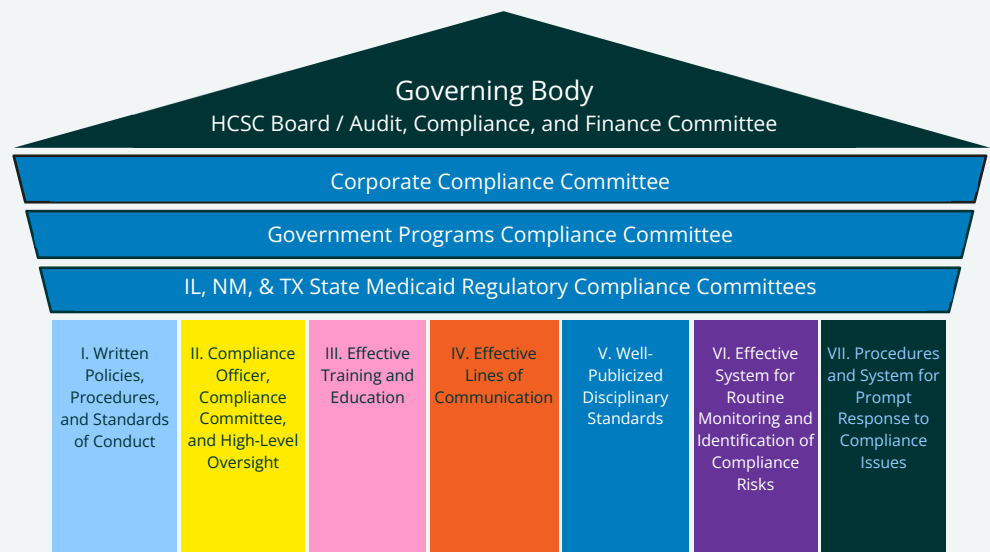 Governing Body
HCSC Board / Audit, Compliance, and Finance Committee
Corporate Compliance Committee
Government Programs Compliance Committee
IL, NM, & TX State Medicaid Regulatory Compliance Committees
I. Written
Policies,
Procedures,
and Standards
of Conduct
II. Compliance
Officer,
Compliance
Committee,
and High-Level
Oversight
III. Effective
Training and
Education
IV. Effective
Lines of
Communication
V. Well-
Publicized
Disciplinary
Standards
VI. Effective
System for
Routine
Monitoring and
Identification of
Compliance
Risks
VII. Procedures
and System for
Prompt
Response to
Compliance
Issues